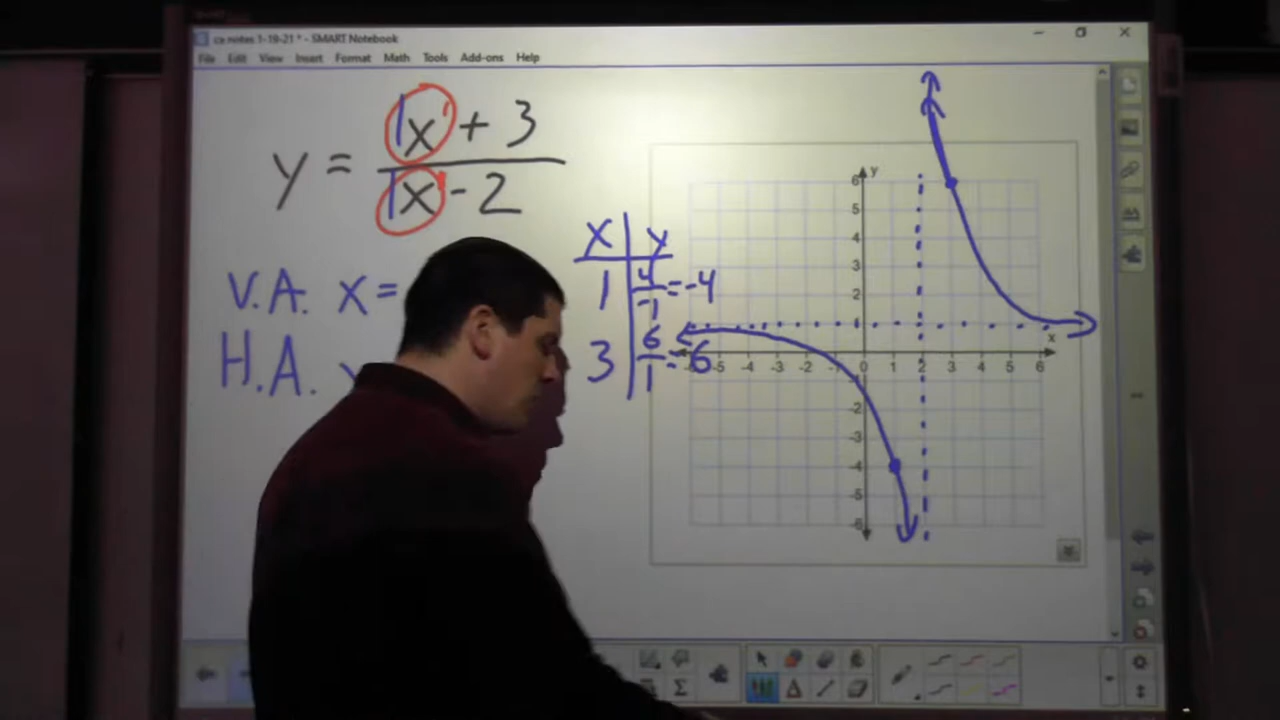 ca notes 1-19-21 * - SMART Notebook
File Edit View Insert Format Math Tools Add-ons Help
y = 1x' + 3
1x' - 2
V.A. x =
H.A. y
x y
1 4/-1 = -4
3 6/1 = 6
y
6
5
4
3
2
1
x
-5 -4 -3 -2 -1 0 1 2 3 4 5 6
-2
-3
-4
-5
-6